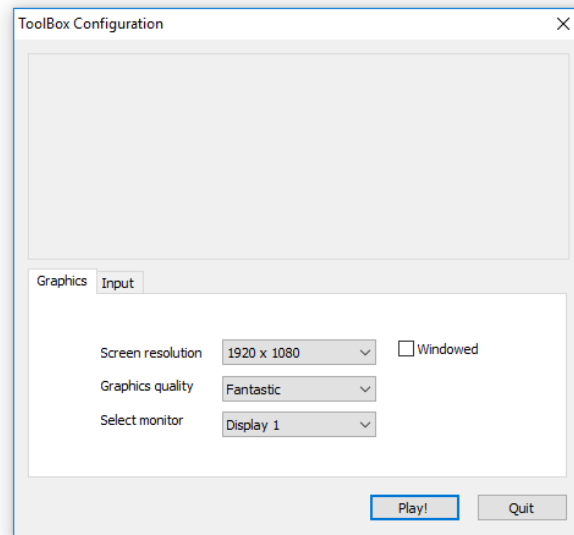 ToolBox Configuration
Graphics
Input
Screen resolution
1920 x 1080
Windowed
Graphics quality
Fantastic
Select monitor
Display 1
Play!
Quit